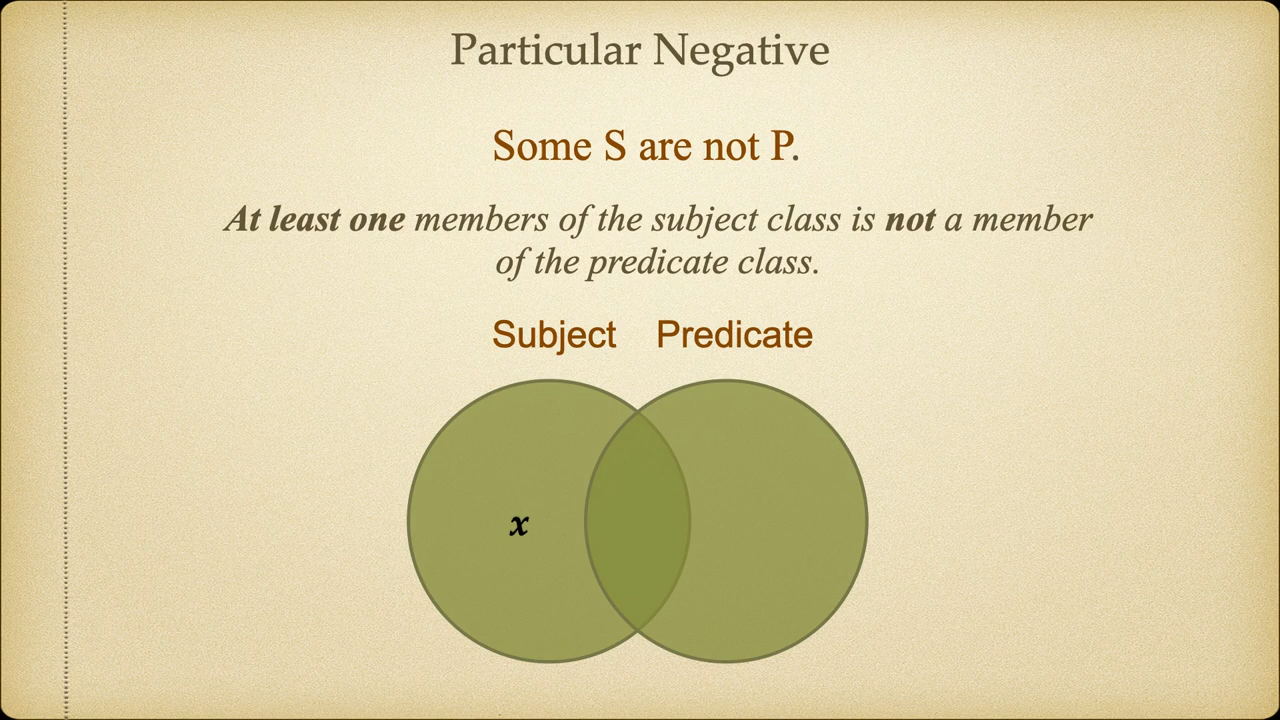 Particular Negative
Some S are not P.
At least one members of the subject class is not a member
of the predicate class.
Subject Predicate
x